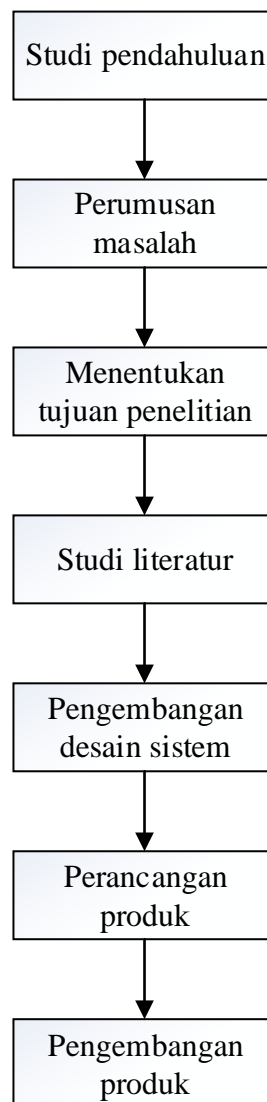 Studi pendahuluan
Perumusan
masalah
Menentukan
tujuan penelitian
Studi literatur
Pengembangan
desain sistem
Perancangan
produk
Pengembangan
produk